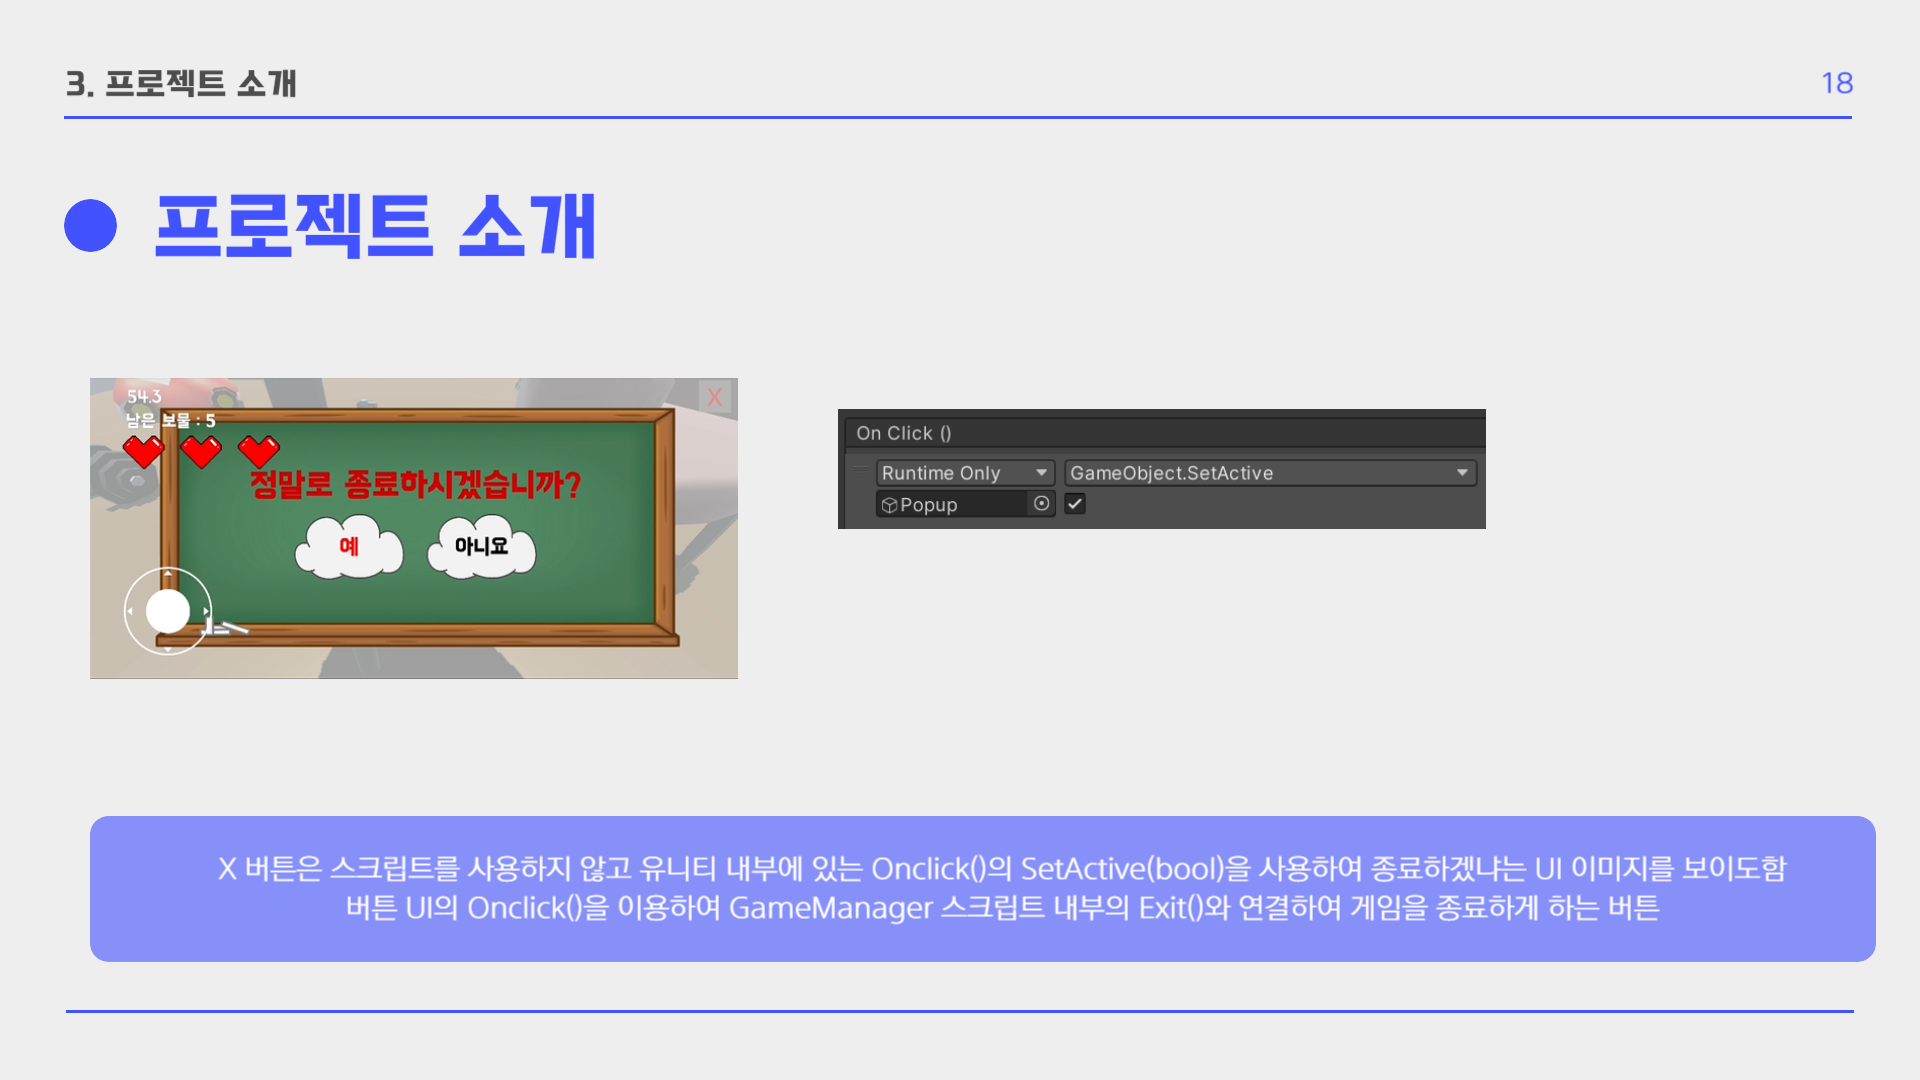 3. 프로젝트 소개
18
프로젝트 소개
54.3
X
남은 보물 : 5
정말로 종료하시겠습니까?
예
아니요
On Click ()
Runtime Only
GameObject.SetActive
Popup
X 버튼은 스크립트를 사용하지 않고 유니티 내부에 있는 Onclick()의 SetActive(bool)을 사용하여 종료하겠냐는 UI 이미지를 보이도함
버튼 UI의 Onclick()을 이용하여 GameManager 스크립트 내부의 Exit()와 연결하여 게임을 종료하게 하는 버튼